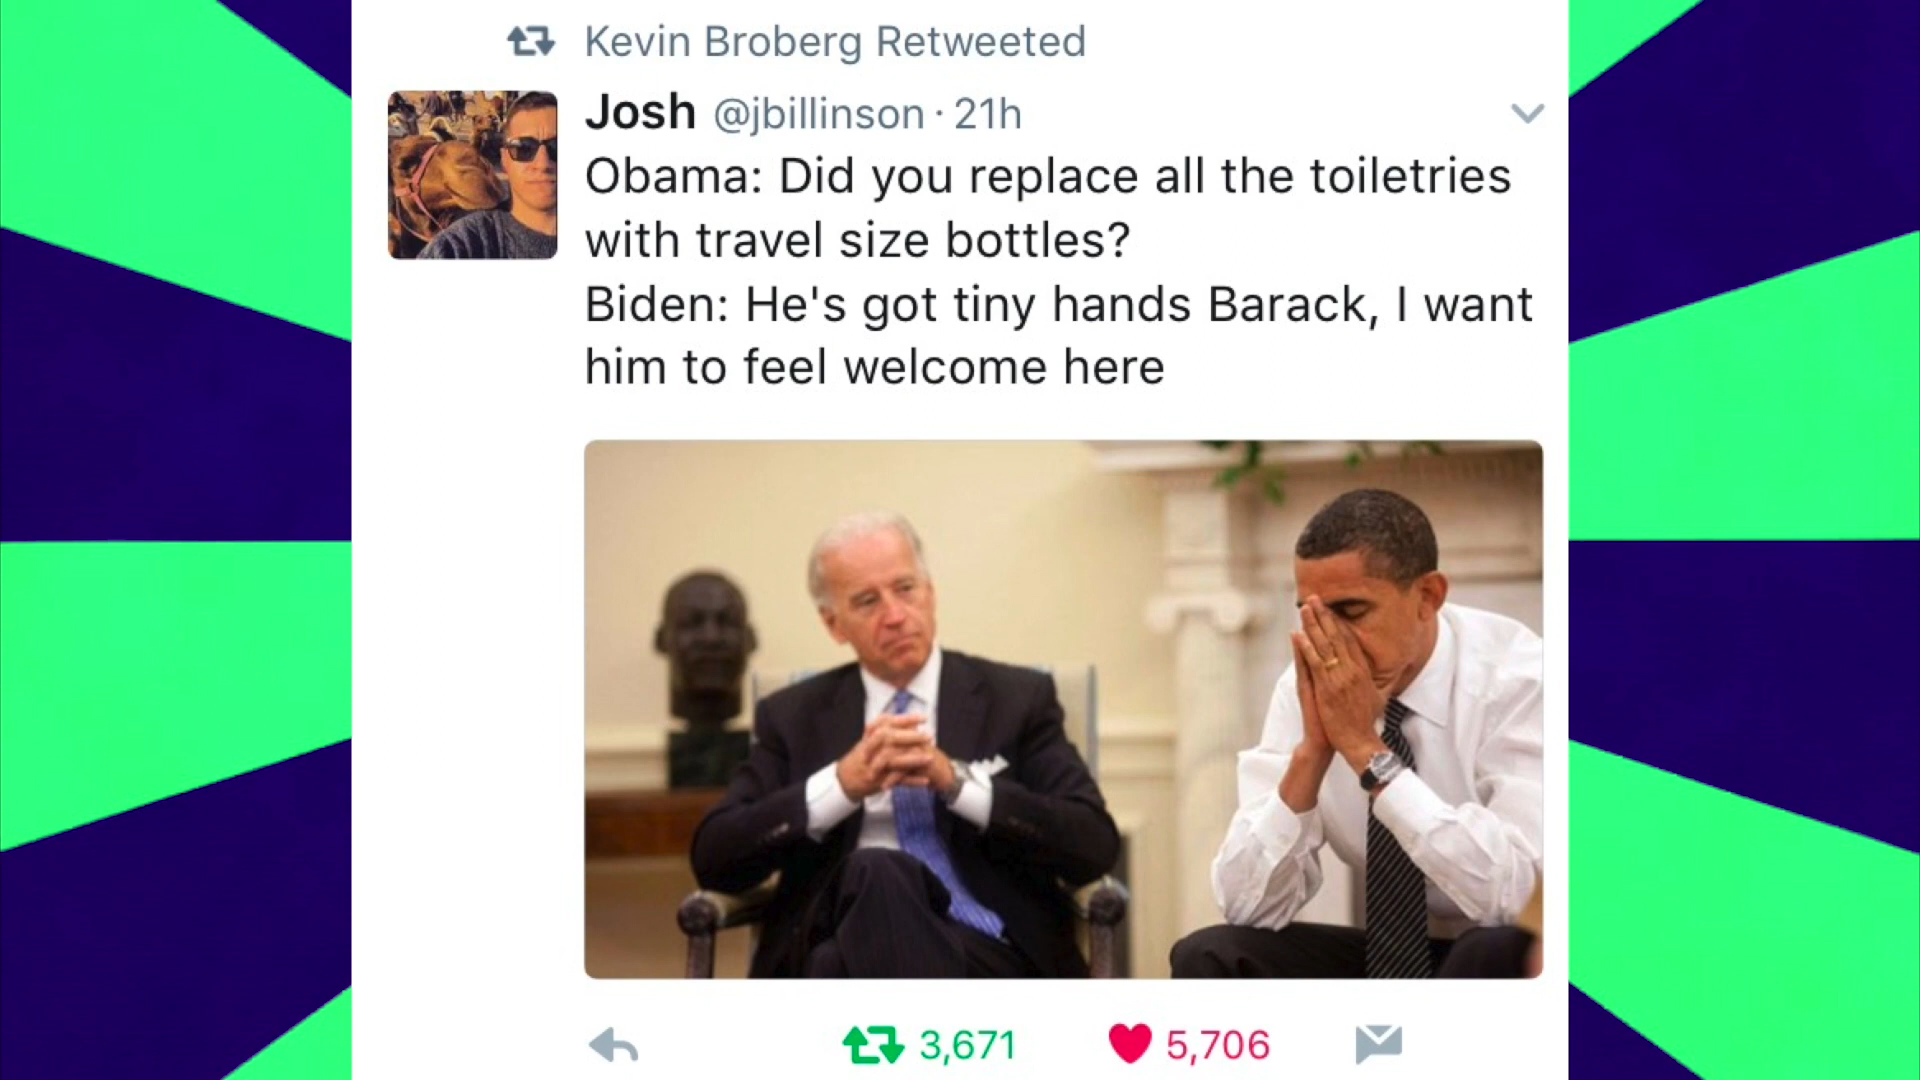 Kevin Broberg Retweeted
Josh @jbillinson · 21h
Obama: Did you replace all the toiletries
with travel size bottles?
Biden: He's got tiny hands Barack, I want
him to feel welcome here
3,671 5,706